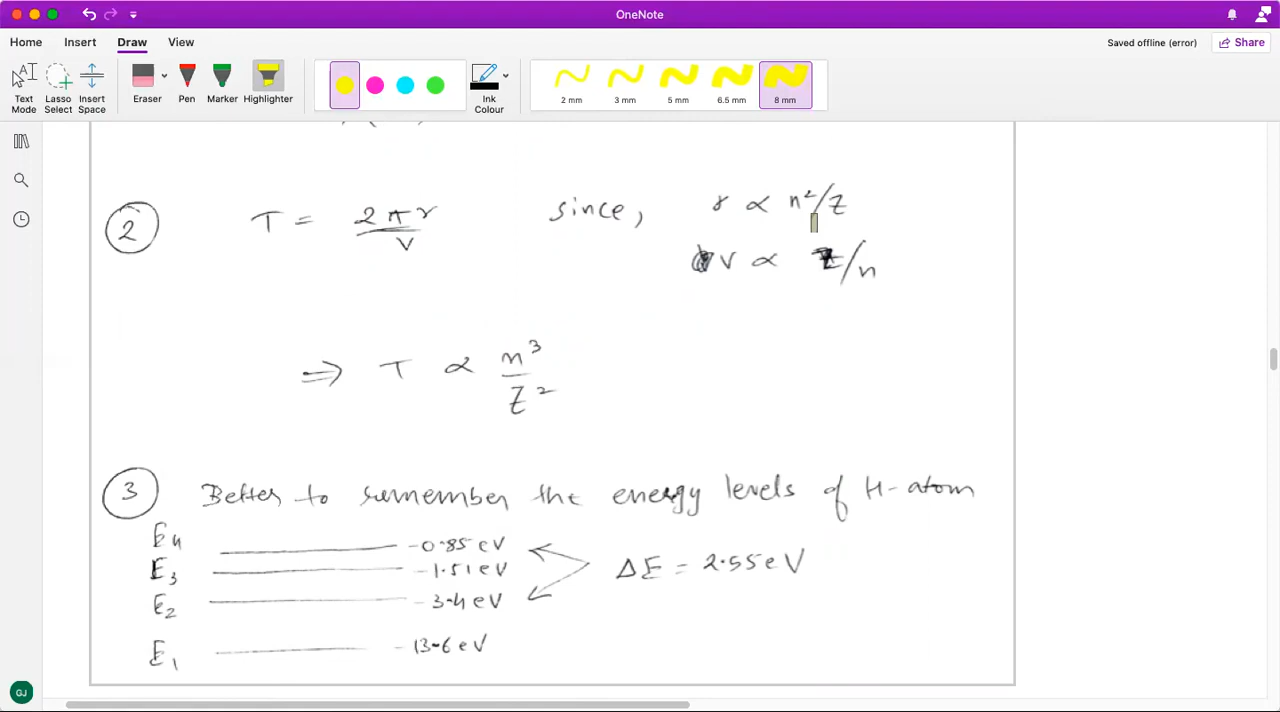 OneNote
Home Insert Draw View
Saved offline (error) Share
Text Mode Lasso Select Insert Space Eraser Pen Marker Highlighter Ink Colour 2 mm 3 mm 5 mm 6.5 mm 8 mm
② T = 2πr/v since, r ∝ n²/Z
v ∝ Z/n
⇒ T ∝ n³/Z²
③ Better to remember the energy levels of H-atom
E4 -0.85 eV
E3 -1.51 eV ΔE = 2.55 eV
E2 -3.4 eV
E1 -13.6 eV
GJ